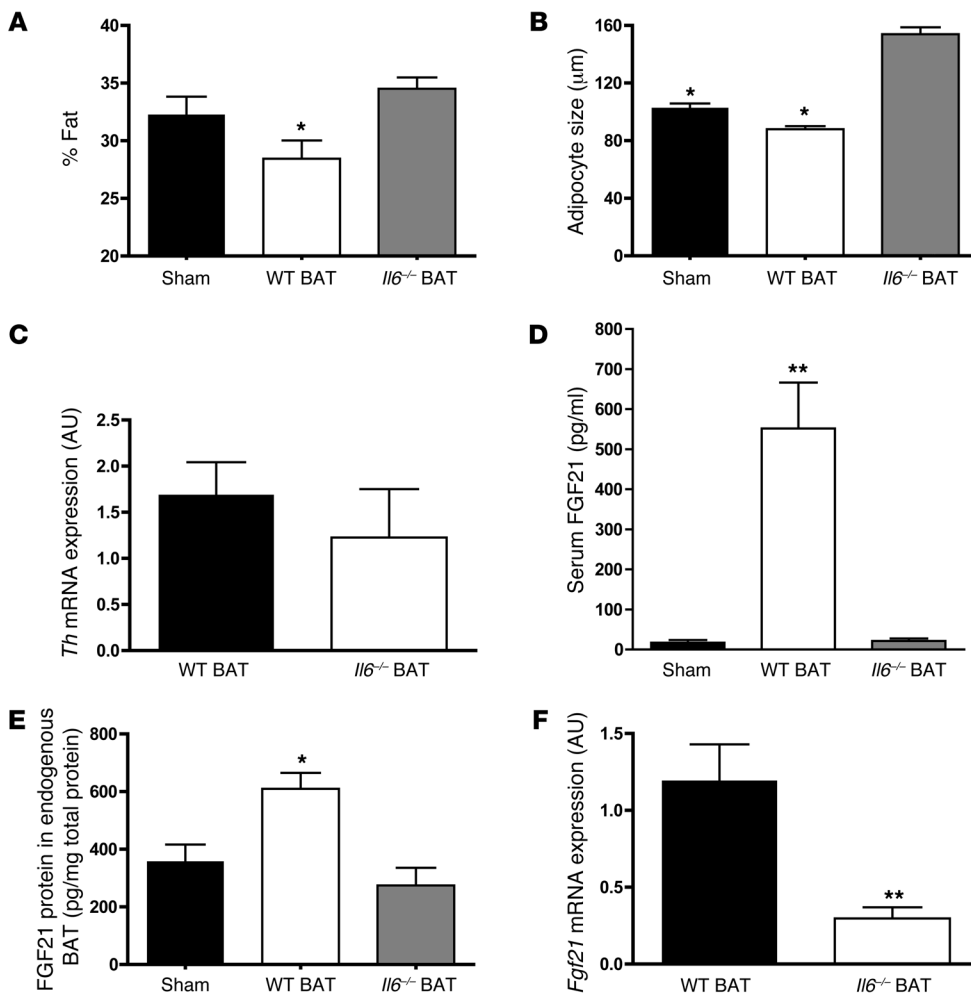 A
% Fat
40
35
30
25
20
*
Sham
WT BAT
Il6–/– BAT
B
Adipocyte size (μm)
160
120
80
40
0
*
*
Sham
WT BAT
Il6–/– BAT
C
Th mRNA expression (AU)
2.5
2.0
1.5
1.0
0.5
0.0
WT BAT
Il6–/– BAT
D
Serum FGF21 (pg/ml)
800
700
600
500
400
300
200
100
0
**
Sham
WT BAT
Il6–/– BAT
E
FGF21 protein in endogenous
BAT (pg/mg total protein)
800
600
400
200
0
*
Sham
WT BAT
Il6–/– BAT
F
Fgf21 mRNA expression (AU)
1.5
1.0
0.5
0.0
**
WT BAT
Il6–/– BAT